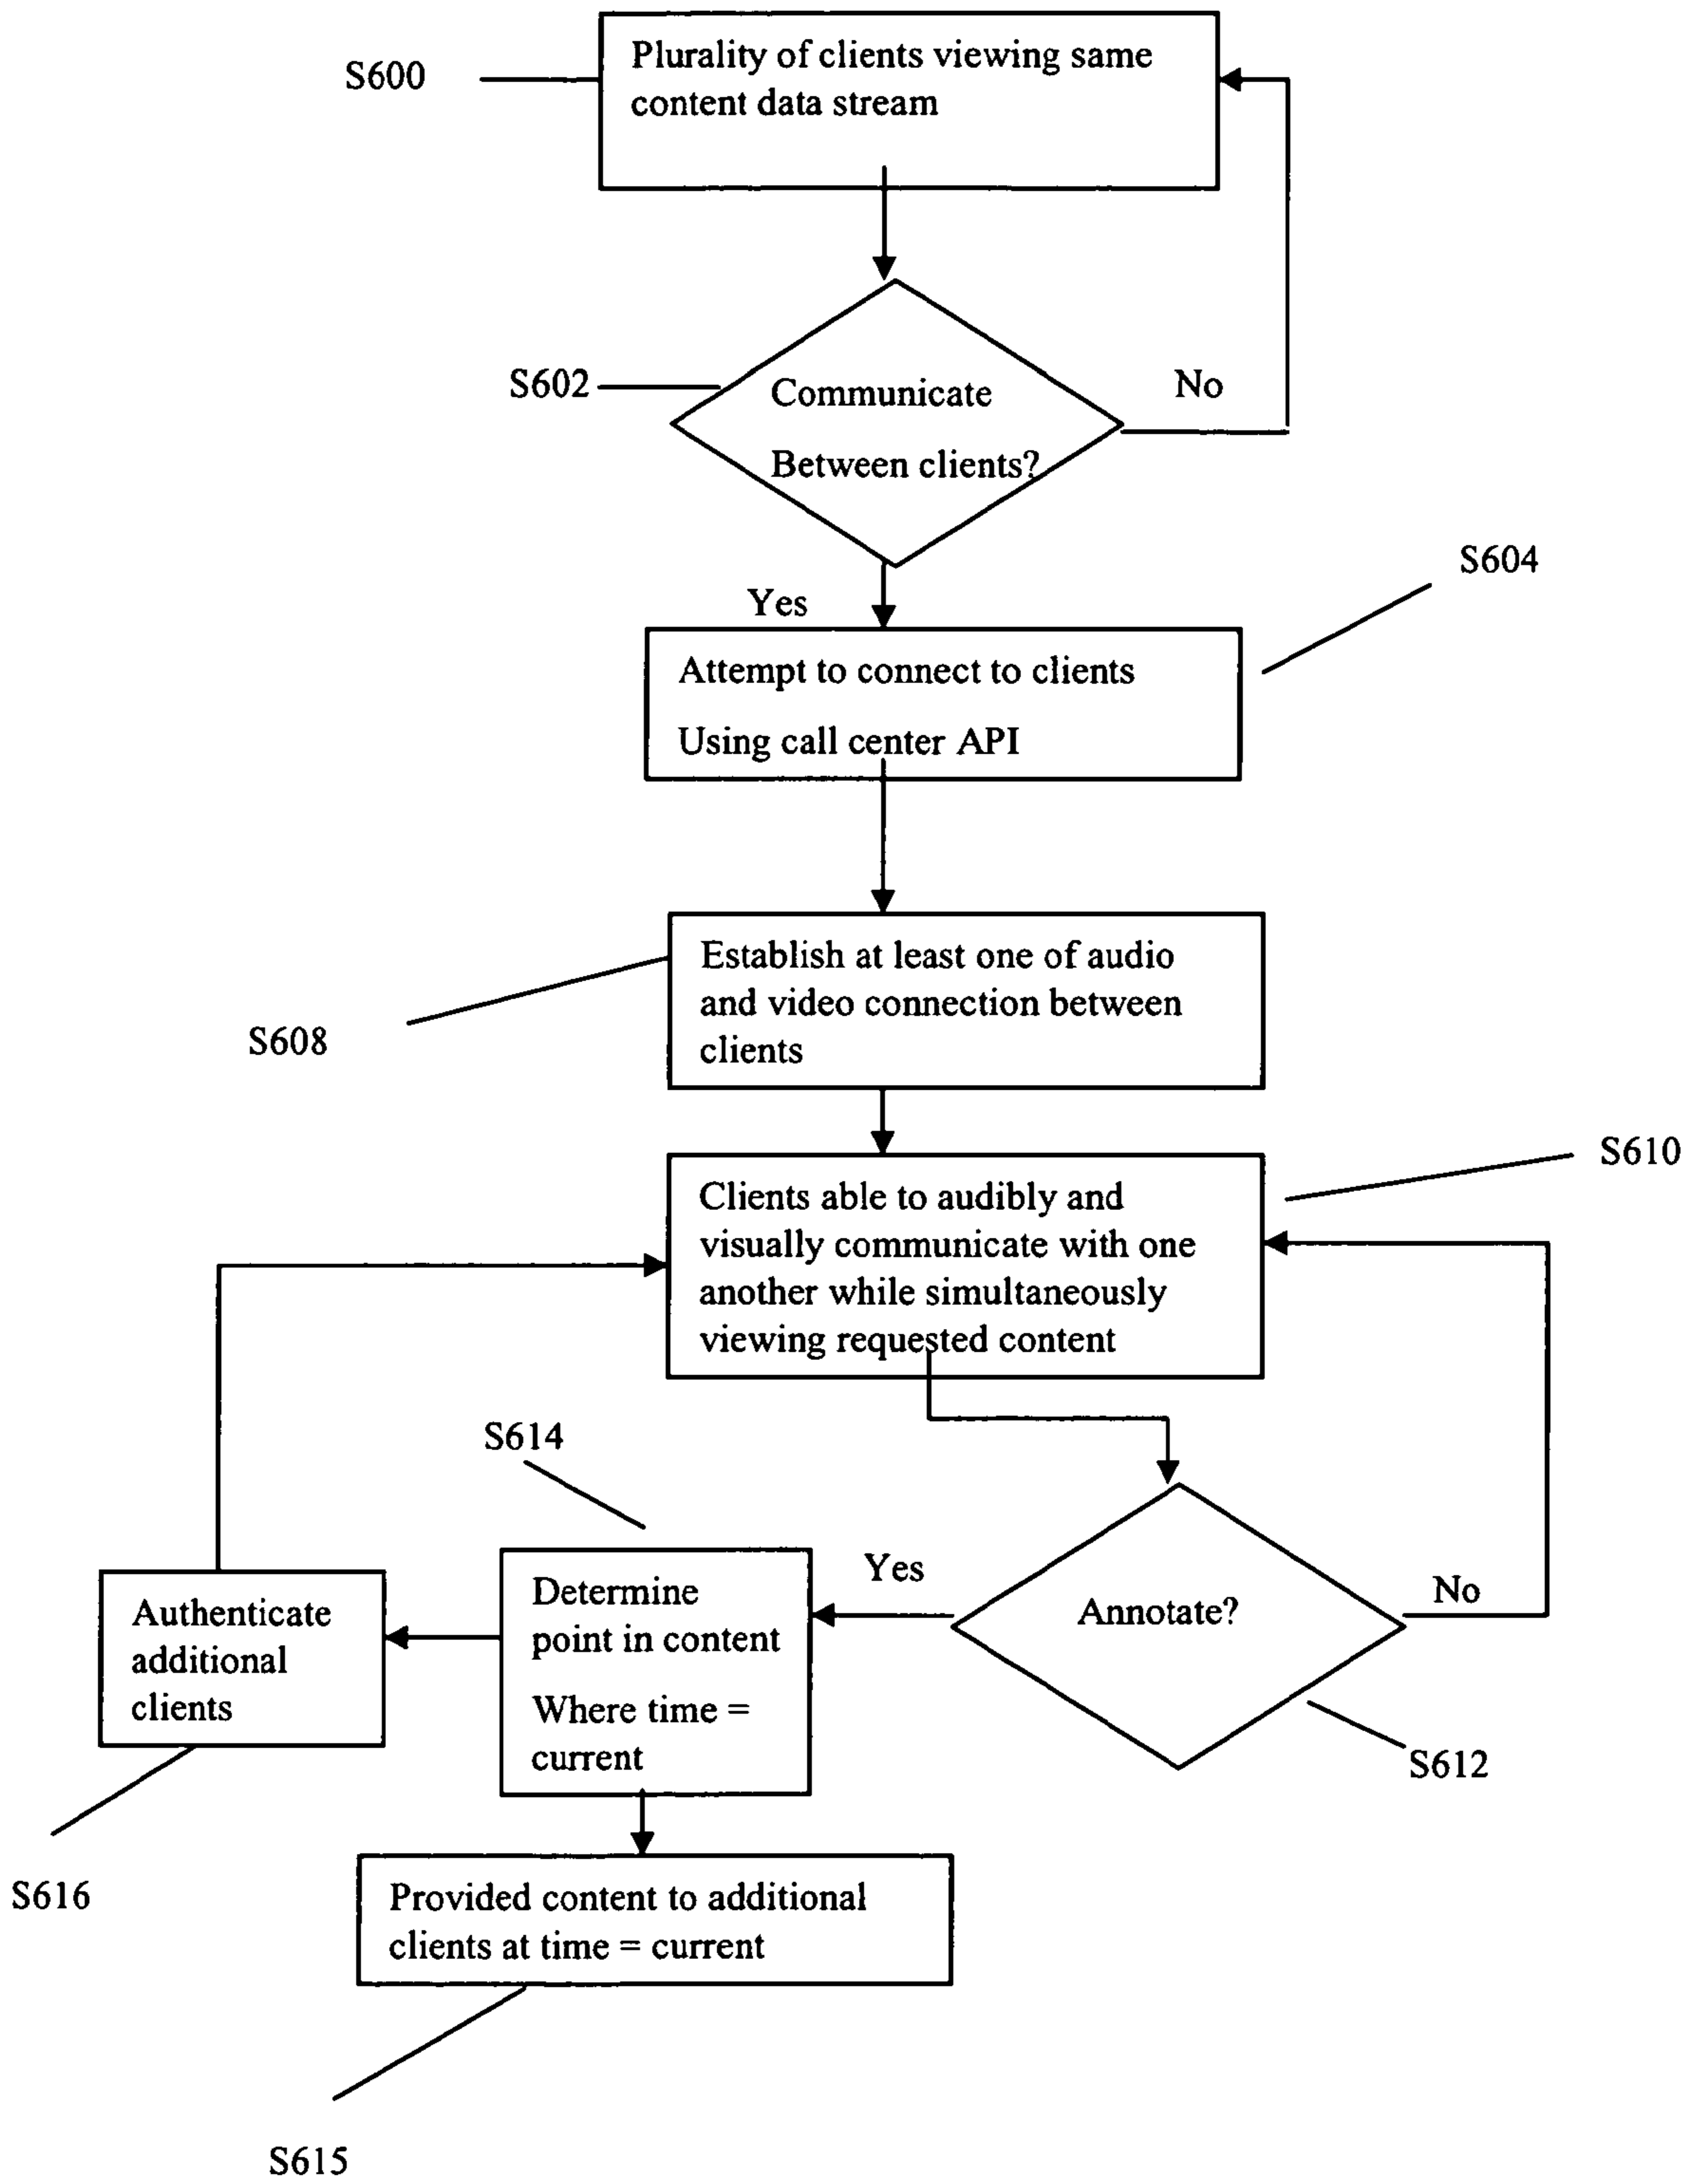 S600
Plurality of clients viewing same
content data stream
S602
Communicate
Between clients?
No
Yes
S604
Attempt to connect to clients
Using call center API
Establish at least one of audio
and video connection between
clients
S608
S610
Clients able to audibly and
visually communicate with one
another while simultaneously
viewing requested content
S614
Yes
Annotate?
No
S612
Determine
point in content
Where time =
current
Authenticate
additional
clients
S616
Provided content to additional
clients at time = current
S615